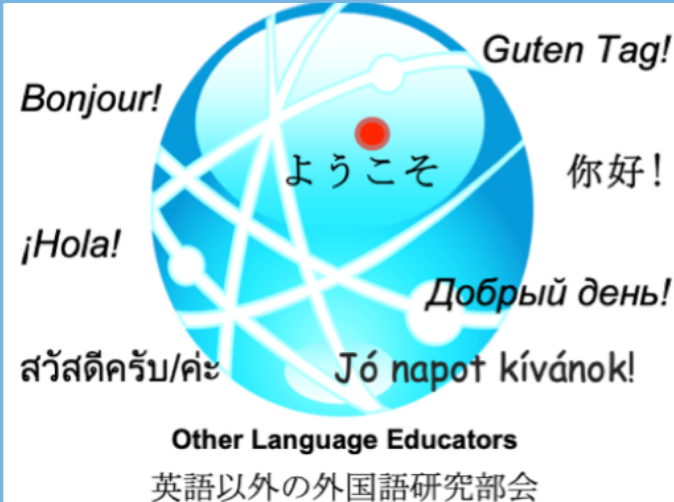 Guten Tag!
Bonjour!
ようこそ
你好!
¡Hola!
Добрый день!
สวัสดีครับ/ค่ะ
Jó napot kívánok!
Other Language Educators
英語以外の外国語研究部会